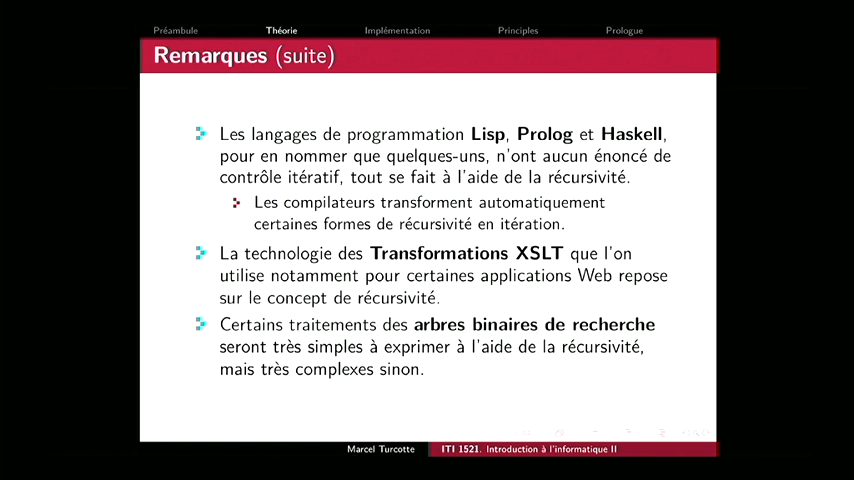 Préambule Théorie Implémentation Principles Prologue
Remarques (suite)
Les langages de programmation Lisp, Prolog et Haskell,
pour en nommer que quelques-uns, n'ont aucun énoncé de
contrôle itératif, tout se fait à l'aide de la récursivité.
Les compilateurs transforment automatiquement
certaines formes de récursivité en itération.
La technologie des Transformations XSLT que l'on
utilise notamment pour certaines applications Web repose
sur le concept de récursivité.
Certains traitements des arbres binaires de recherche
seront très simples à exprimer à l'aide de la récursivité,
mais très complexes sinon.
Marcel Turcotte ITI 1521. Introduction à l'informatique II